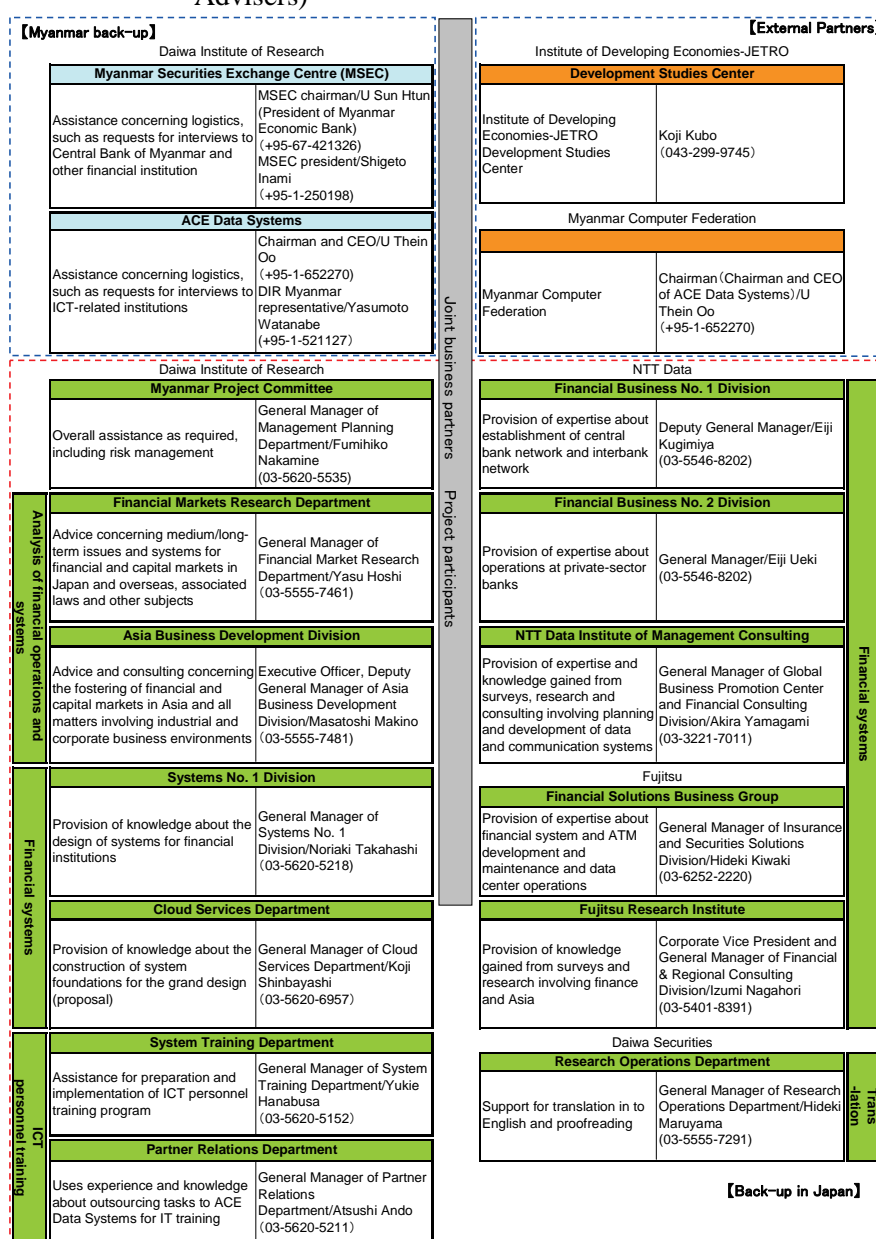 Advisers)
【Myanmar back-up】
Daiwa Institute of Research
Myanmar Securities Exchange Centre (MSEC)
Assistance concerning logistics,
such as requests for interviews to
Central Bank of Myanmar and
other financial institution
MSEC chairman/U Sun Htun
(President of Myanmar
Economic Bank)
(+95-67-421326)
MSEC president/Shigeto
Inami
(+95-1-250198)
ACE Data Systems
Assistance concerning logistics,
such as requests for interviews to
ICT-related institutions
Chairman and CEO/U Thein
Oo
(+95-1-652270)
DIR Myanmar
representative/Yasumoto
Watanabe
(+95-1-521127)
【External Partners】
Institute of Developing Economies-JETRO
Development Studies Center
Institute of Developing
Economies-JETRO
Development Studies
Center
Koji Kubo
(043-299-9745)
Myanmar Computer Federation
Myanmar Computer
Federation
Chairman(Chairman and CEO
of ACE Data Systems)/U
Thein Oo
(+95-1-652270)
Joint business partners
Project participants
Daiwa Institute of Research
Myanmar Project Committee
Overall assistance as required,
including risk management
General Manager of
Management Planning
Department/Fumihiko
Nakamine
(03-5620-5535)
Analysis of financial operations and
systems
Financial Markets Research Department
Advice concerning medium/long-
term issues and systems for
financial and capital markets in
Japan and overseas, associated
laws and other subjects
General Manager of
Financial Market Research
Department/Yasu Hoshi
(03-5555-7461)
Asia Business Development Division
Advice and consulting concerning
the fostering of financial and
capital markets in Asia and all
matters involving industrial and
corporate business environments
Executive Officer, Deputy
General Manager of Asia
Business Development
Division/Masatoshi Makino
(03-5555-7481)
Financial systems
Systems No. 1 Division
Provision of knowledge about the
design of systems for financial
institutions
General Manager of
Systems No. 1
Division/Noriaki Takahashi
(03-5620-5218)
Cloud Services Department
Provision of knowledge about the
construction of system
foundations for the grand design
(proposal)
General Manager of Cloud
Services Department/Koji
Shinbayashi
(03-5620-6957)
ICT
personnel training
System Training Department
Assistance for preparation and
implementation of ICT personnel
training program
General Manager of System
Training Department/Yukie
Hanabusa
(03-5620-5152)
Partner Relations Department
Uses experience and knowledge
about outsourcing tasks to ACE
Data Systems for IT training
General Manager of Partner
Relations
Department/Atsushi Ando
(03-5620-5211)
NTT Data
Financial Business No. 1 Division
Provision of expertise about
establishment of central
bank network and interbank
network
Deputy General Manager/Eiji
Kugimiya
(03-5546-8202)
Financial Business No. 2 Division
Provision of expertise about
operations at private-sector
banks
General Manager/Eiji Ueki
(03-5546-8202)
NTT Data Institute of Management Consulting
Provision of expertise and
knowledge gained from
surveys, research and
consulting involving planning
and development of data
and communication systems
General Manager of Global
Business Promotion Center
and Financial Consulting
Division/Akira Yamagami
(03-3221-7011)
Financial systems
Fujitsu
Financial Solutions Business Group
Provision of expertise about
financial system and ATM
development and
maintenance and data
center operations
General Manager of Insurance
and Securities Solutions
Division/Hideki Kiwaki
(03-6252-2220)
Fujitsu Research Institute
Provision of knowledge
gained from surveys and
research involving finance
and Asia
Corporate Vice President and
General Manager of Financial
& Regional Consulting
Division/Izumi Nagahori
(03-5401-8391)
Daiwa Securities
Research Operations Department
Support for translation in to
English and proofreading
General Manager of Research
Operations Department/Hideki
Maruyama
(03-5555-7291)
Trans
-lation
【Back-up in Japan】